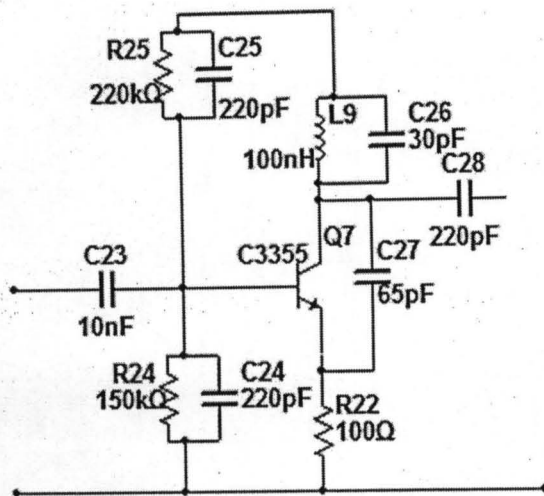 R25
220kΩ
C25
220pF
L9
100nH
C26
30pF
C28
220pF
Q7
C3355
C27
65pF
C23
10nF
R24
150kΩ
C24
220pF
R22
100Ω